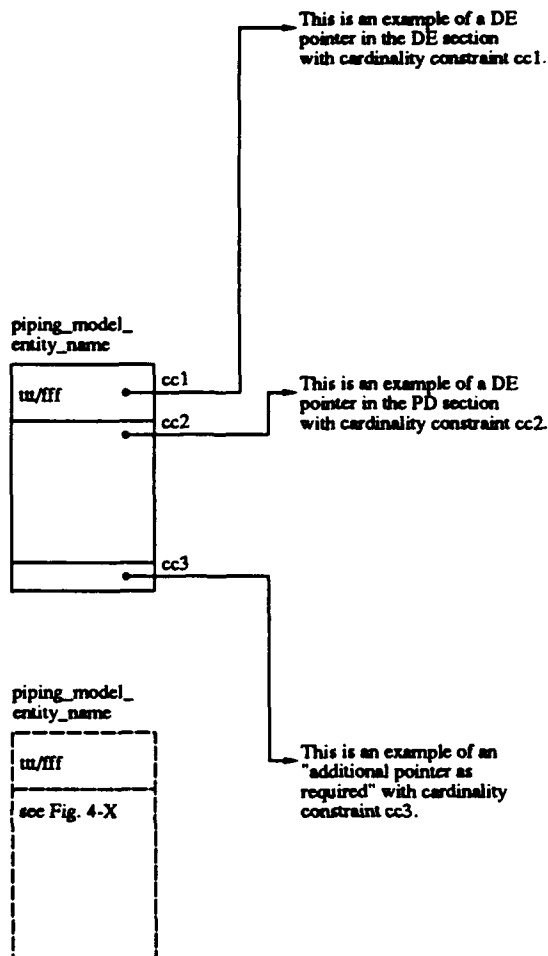 This is an example of a DE
pointer in the DE section
with cardinality constraint cc1.
piping_model_
entity_name
ttt/fff
cc1
cc2
This is an example of a DE
pointer in the PD section
with cardinality constraint cc2.
cc3
piping_model_
entity_name
ttt/fff
see Fig. 4-X
This is an example of an
"additional pointer as
required" with cardinality
constraint cc3.